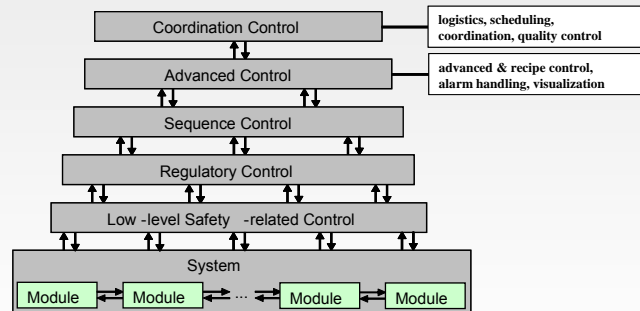 Coordination Control
logistics, scheduling,
coordination, quality control
Advanced Control
advanced & recipe control,
alarm handling, visualization
Sequence Control
Regulatory Control
Low -level Safety -related Control
System
Module Module ... Module Module